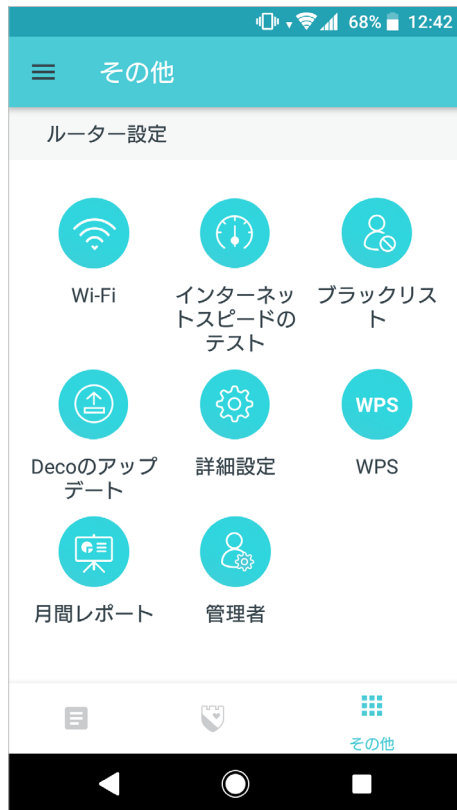 68% 12:42
その他
ルーター設定
Wi-Fi
インターネッ
トスピードの
テスト
ブラックリス
ト
Decoのアップ
デート
詳細設定
WPS
WPS
月間レポート
管理者
その他